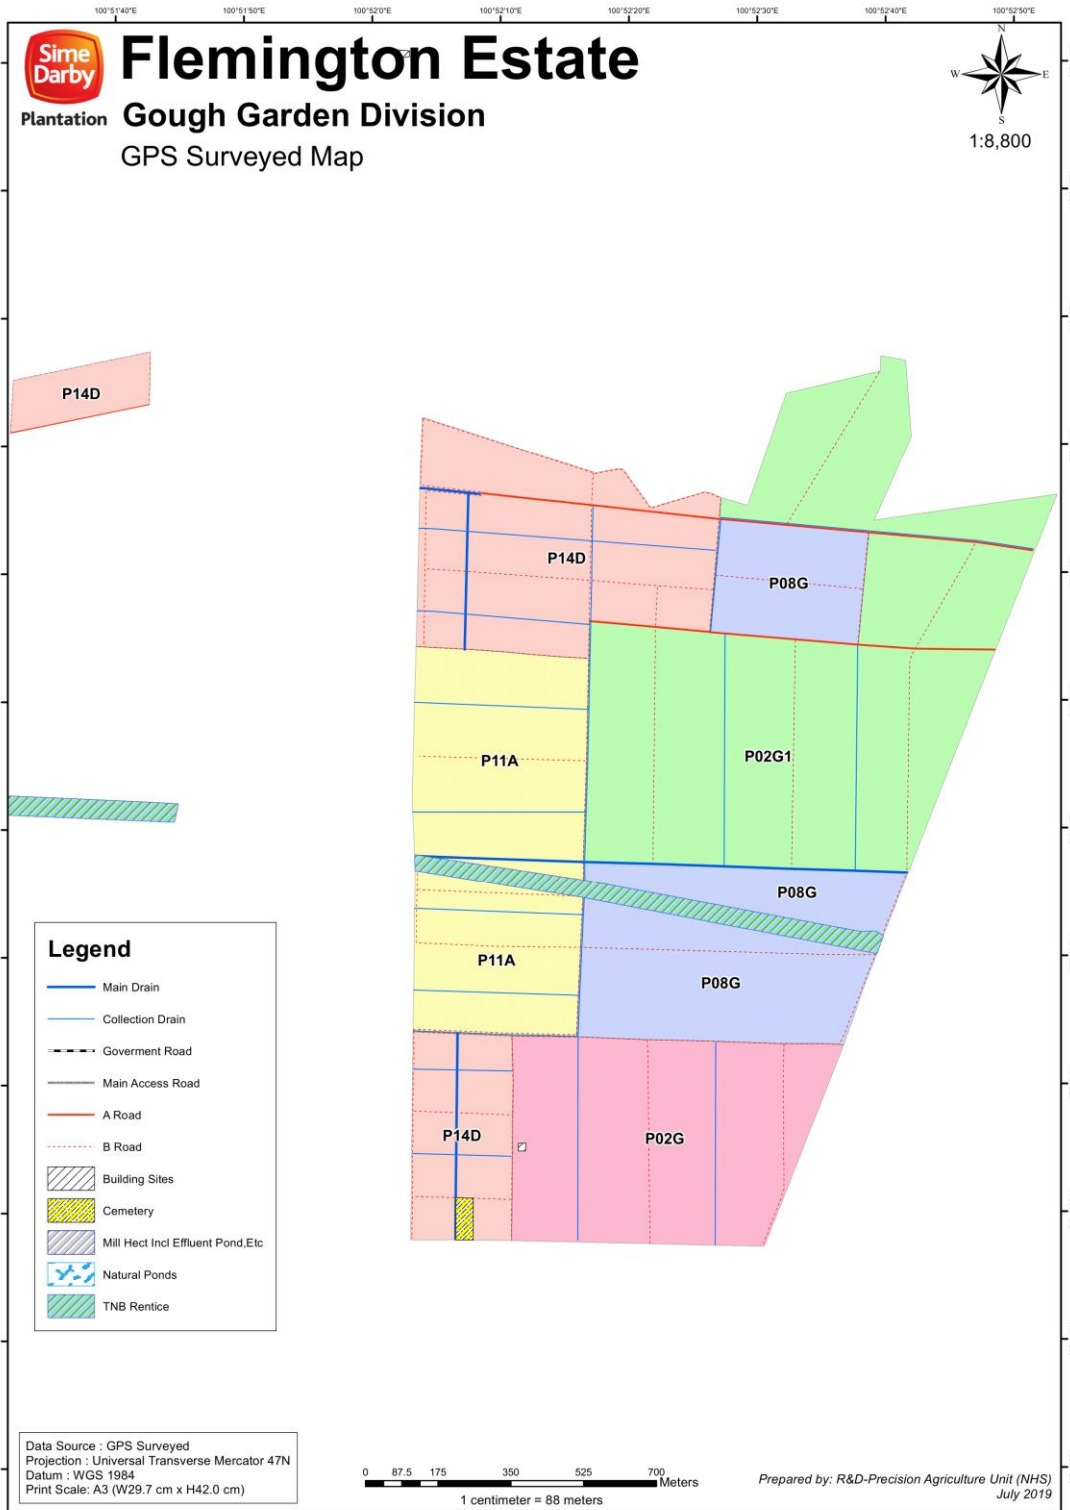 100°51'40"E 100°51'50"E 100°52'0"E 100°52'10"E 100°52'20"E 100°52'30"E 100°52'40"E 100°52'50"E
Sime
Darby
Plantation
Flemington Estate
Gough Garden Division
GPS Surveyed Map
N
W E
S
1:8,800
P14D
P14D
P08G
P11A
P02G1
P08G
P11A
P08G
P14D
P02G
Legend
Main Drain
Collection Drain
Goverment Road
Main Access Road
A Road
B Road
Building Sites
Cemetery
Mill Hect Incl Effluent Pond,Etc
Natural Ponds
TNB Rentice
Data Source : GPS Surveyed
Projection : Universal Transverse Mercator 47N
Datum : WGS 1984
Print Scale: A3 (W29.7 cm x H42.0 cm)
0 87.5 175 350 525 700
Meters
1 centimeter = 88 meters
Prepared by: R&D-Precision Agriculture Unit (NHS)
July 2019